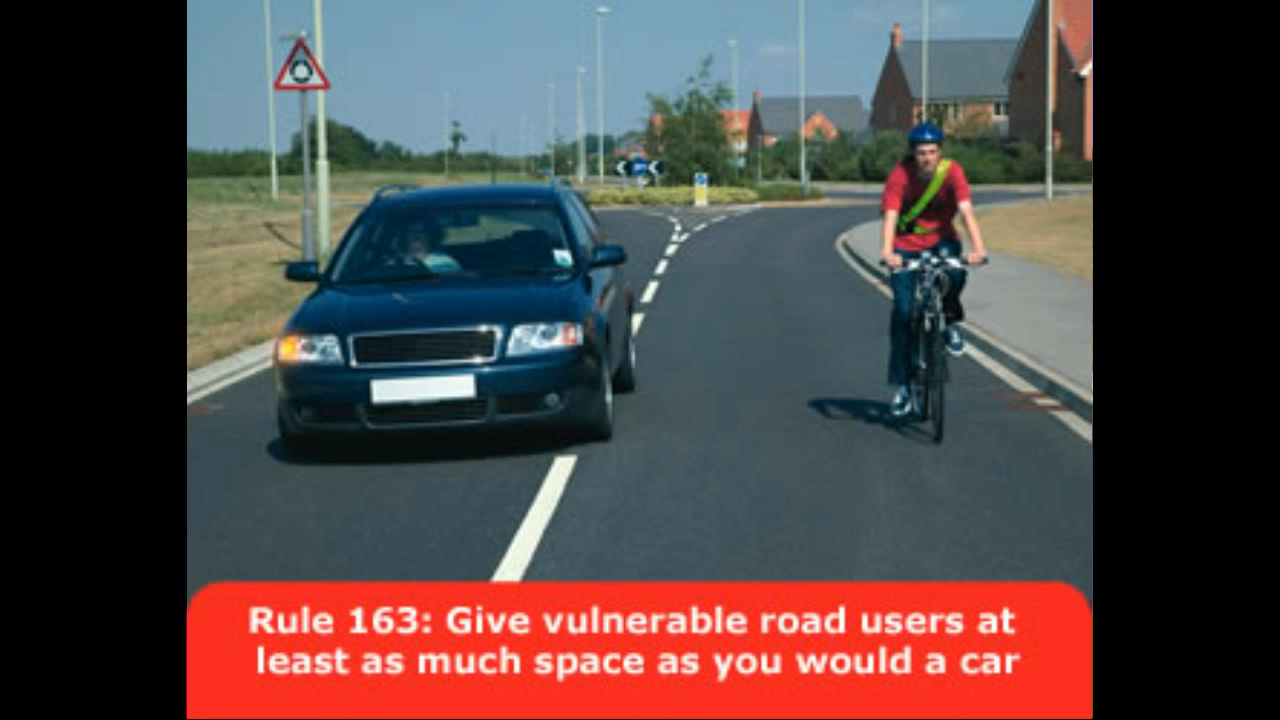 Rule 163: Give vulnerable road users at
least as much space as you would a car